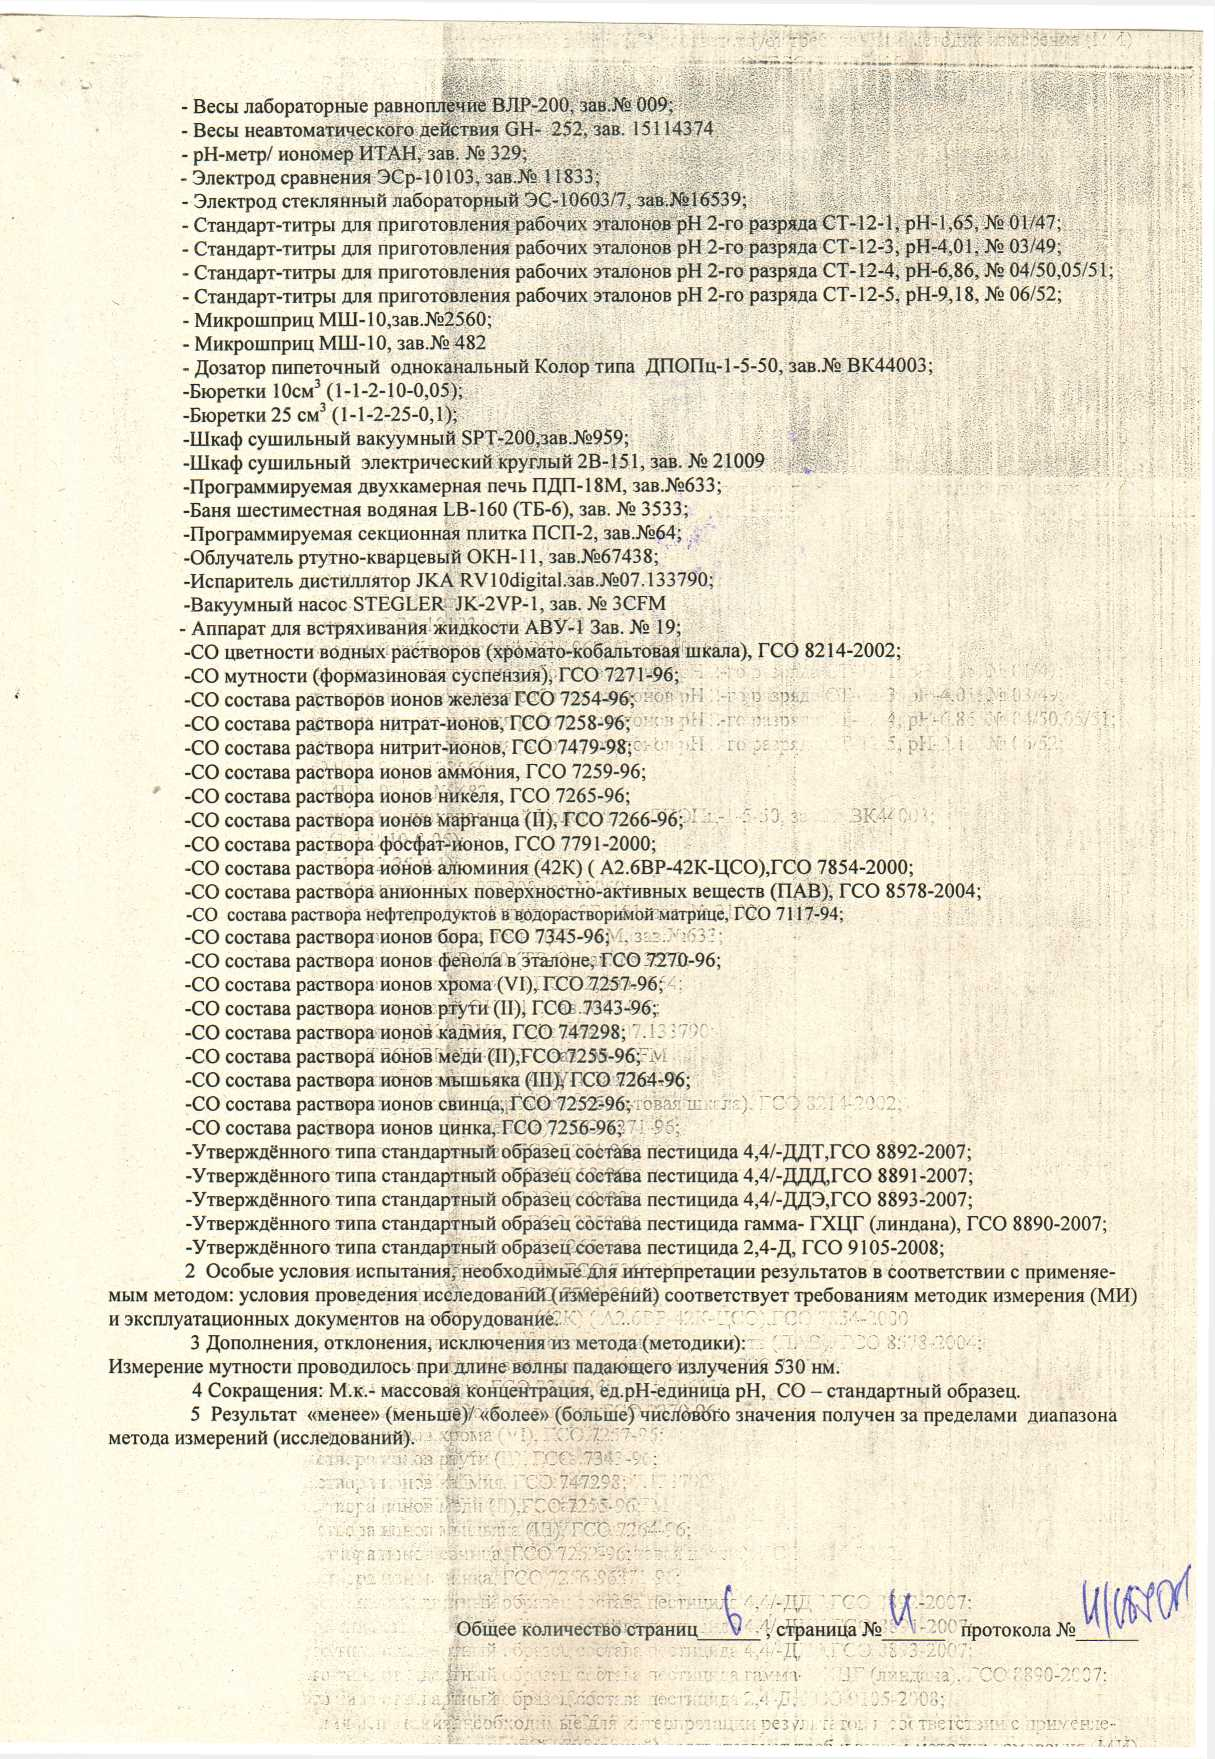 - Весы лабораторные равноплечие ВЛР-200, зав.№ 009;
- Весы неавтоматического действия GH- 252, зав. 15114374
- рН-метр/ иономер ИТАН, зав. № 329;
- Электрод сравнения ЭСр-10103, зав.№ 11833;
- Электрод стеклянный лабораторный ЭС-10603/7, зав.№16539;
- Стандарт-титры для приготовления рабочих эталонов рН 2-го разряда СТ-12-1, рН-1,65, № 01/47;
- Стандарт-титры для приготовления рабочих эталонов рН 2-го разряда СТ-12-3, рН-4,01, № 03/49;
- Стандарт-титры для приготовления рабочих эталонов рН 2-го разряда СТ-12-4, рН-6,86, № 04/50,05/51;
- Стандарт-титры для приготовления рабочих эталонов рН 2-го разряда СТ-12-5, рН-9,18, № 06/52;
- Микрошприц МШ-10,зав.№2560;
- Микрошприц МШ-10, зав.№ 482
- Дозатор пипеточный одноканальный Колор типа ДПОПц-1-5-50, зав.№ ВК44003;
-Бюретки 10см³ (1-1-2-10-0,05);
-Бюретки 25 см³ (1-1-2-25-0,1);
-Шкаф сушильный вакуумный SPT-200,зав.№959;
-Шкаф сушильный электрический круглый 2В-151, зав. № 21009
-Программируемая двухкамерная печь ПДП-18М, зав.№633;
-Баня шестиместная водяная LB-160 (ТБ-6), зав. № 3533;
-Программируемая секционная плитка ПСП-2, зав.№64;
-Облучатель ртутно-кварцевый ОКН-11, зав.№67438;
-Испаритель дистиллятор JKA RV10digital.зав.№07.133790;
-Вакуумный насос STEGLER JK-2VP-1, зав. № 3CFM
- Аппарат для встряхивания жидкости АВУ-1 Зав. № 19;
-СО цветности водных растворов (хромато-кобальтовая шкала), ГСО 8214-2002;
-СО мутности (формазиновая суспензия), ГСО 7271-96;
-СО состава растворов ионов железа ГСО 7254-96;
-СО состава раствора нитрат-ионов, ГСО 7258-96;
-СО состава раствора нитрит-ионов, ГСО 7479-98;
-СО состава раствора ионов аммония, ГСО 7259-96;
-СО состава раствора ионов никеля, ГСО 7265-96;
-СО состава раствора ионов марганца (II), ГСО 7266-96;
-СО состава раствора фосфат-ионов, ГСО 7791-2000;
-СО состава раствора ионов алюминия (42К) ( А2.6ВР-42К-ЦСО),ГСО 7854-2000;
-СО состава раствора анионных поверхностно-активных веществ (ПАВ), ГСО 8578-2004;
-СО состава раствора нефтепродуктов в водорастворимой матрице, ГСО 7117-94;
-СО состава раствора ионов бора, ГСО 7345-96;
-СО состава раствора ионов фенола в эталоне, ГСО 7270-96;
-СО состава раствора ионов хрома (VI), ГСО 7257-96;
-СО состава раствора ионов ртути (II), ГСО 7343-96;
-СО состава раствора ионов кадмия, ГСО 747298;
-СО состава раствора ионов меди (II),ГСО 7255-96;
-СО состава раствора ионов мышьяка (III), ГСО 7264-96;
-СО состава раствора ионов свинца, ГСО 7252-96;
-СО состава раствора ионов цинка, ГСО 7256-96;
-Утверждённого типа стандартный образец состава пестицида 4,4/-ДДТ,ГСО 8892-2007;
-Утверждённого типа стандартный образец состава пестицида 4,4/-ДДД,ГСО 8891-2007;
-Утверждённого типа стандартный образец состава пестицида 4,4/-ДДЭ,ГСО 8893-2007;
-Утверждённого типа стандартный образец состава пестицида гамма- ГХЦГ (линдана), ГСО 8890-2007;
-Утверждённого типа стандартный образец состава пестицида 2,4-Д, ГСО 9105-2008;
2 Особые условия испытания, необходимые для интерпретации результатов в соответствии с применяе-
мым методом: условия проведения исследований (измерений) соответствует требованиям методик измерения (МИ)
и эксплуатационных документов на оборудование.
3 Дополнения, отклонения, исключения из метода (методики):
Измерение мутности проводилось при длине волны падающего излучения 530 нм.
4 Сокращения: М.к.- массовая концентрация, ед.рН-единица рН, СО – стандартный образец.
5 Результат «менее» (меньше)/ «более» (больше) числового значения получен за пределами диапазона
метода измерений (исследований).
Общее количество страниц 6 , страница № 4 протокола №